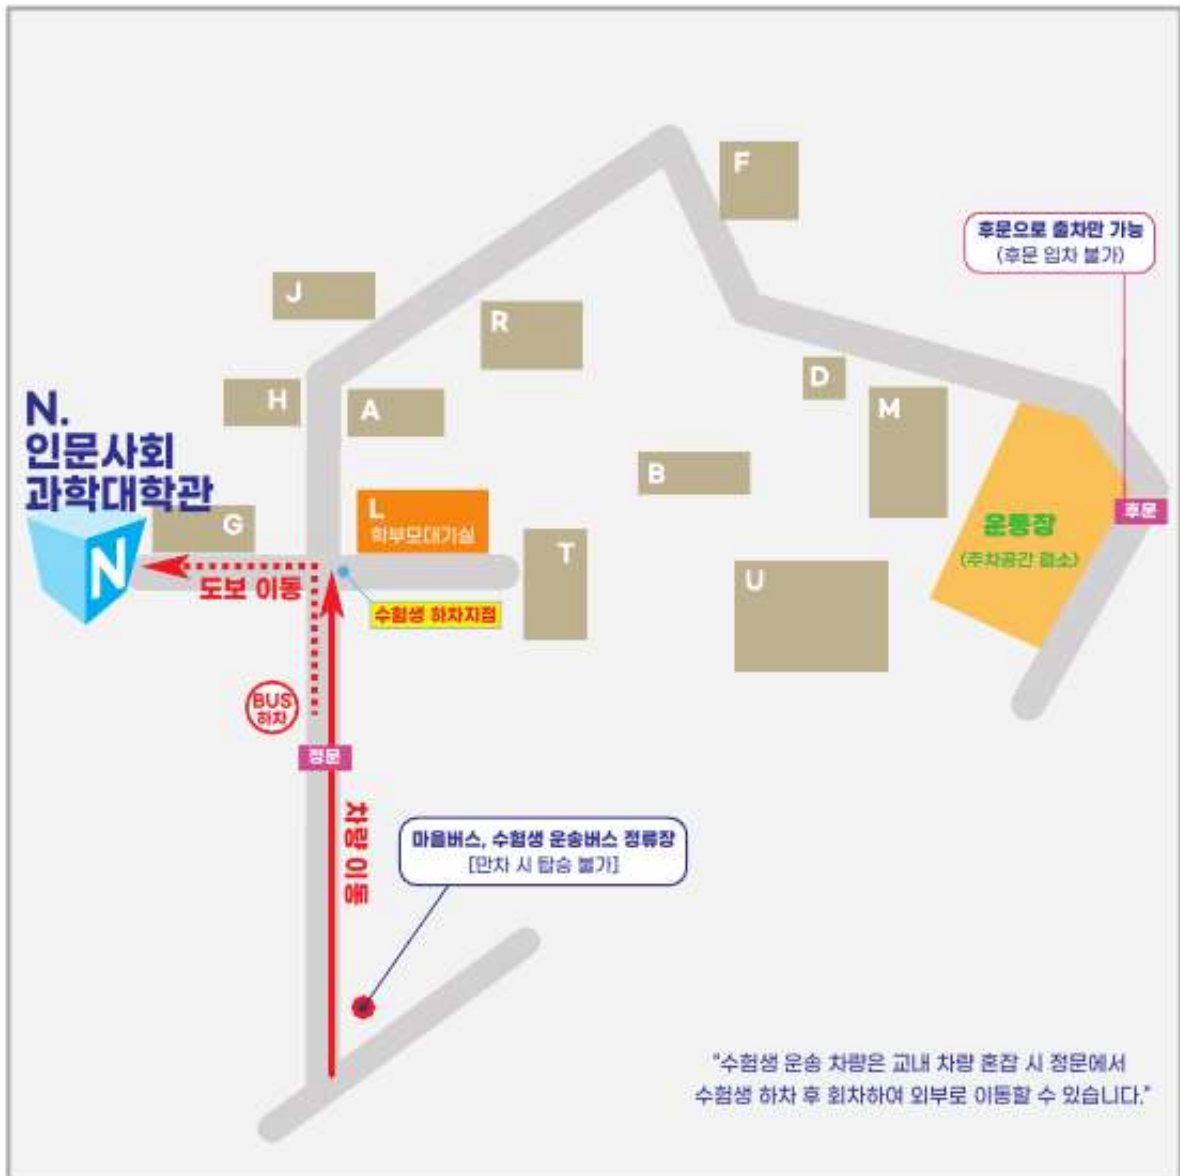 F
후문으로 출차만 가능
(후문 입차 불가)
J
R
D
H
A
M
N.
인문사회
과학대학관
B
L
학부모대기실
G
후문
운동장
(주차공간 협소)
T
N
U
도보 이동
수험생 하차지점
BUS
하차
정문
차량 이동
마을버스, 수험생 운송버스 정류장
[만차 시 탑승 불가]
"수험생 운송 차량은 교내 차량 혼잡 시 정문에서
수험생 하차 후 회차하여 외부로 이동할 수 있습니다."